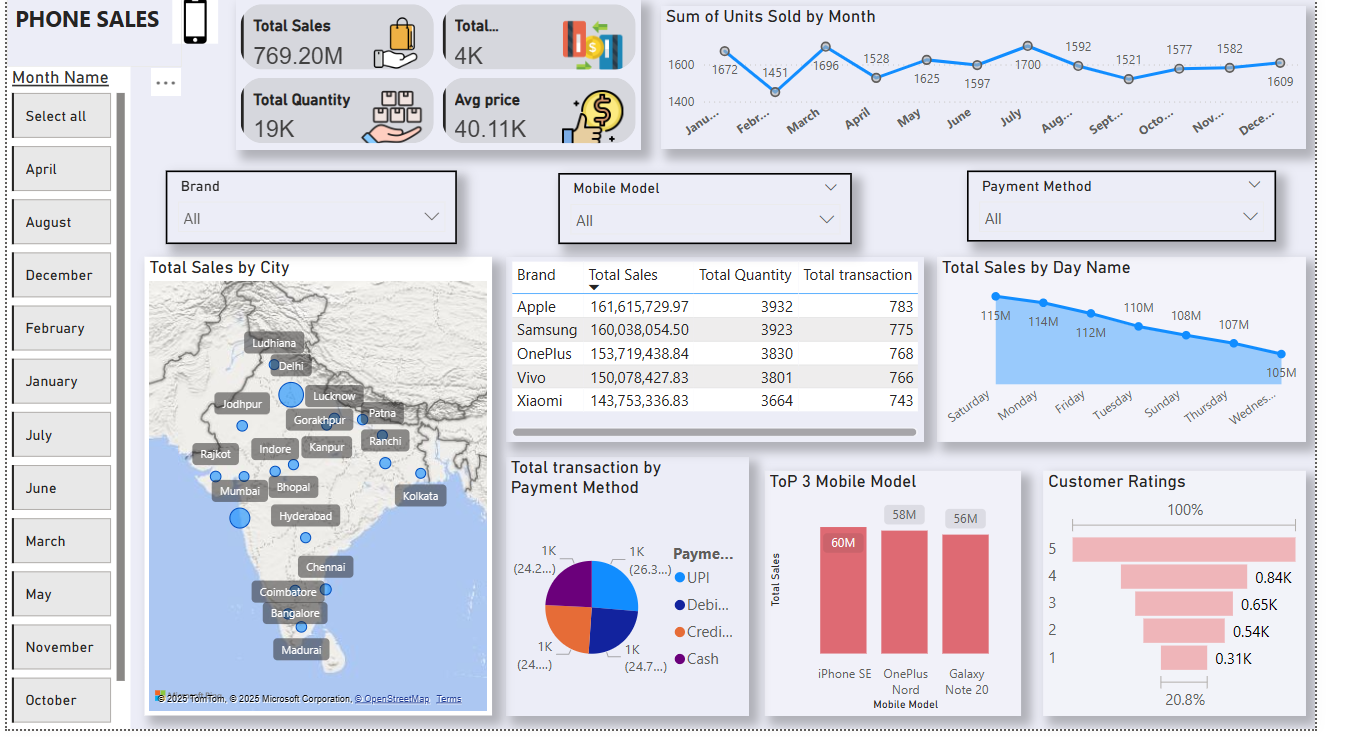 PHONE SALES
Month Name
Select all
April
August
December
February
January
July
June
March
May
November
October
...
Total Sales
769.20M
Total...
4K
Total Quantity
19K
Avg price
40.11K
Sum of Units Sold by Month
1600
1400
1672
1451
1696
1528
1625
1597
1700
1592
1521
1577
1582
1609
Janu...
Febr...
March
April
May
June
July
Aug...
Sept...
Octo...
Nov...
Dece...
Brand
All
Mobile Model
All
Payment Method
All
Total Sales by City
Ludhiana
Delhi
Lucknow
Jodhpur
Gorakhpur
Patna
Rajkot
Indore
Kanpur
Ranchi
Mumbai
Bhopal
Kolkata
Hyderabad
Chennai
Coimbatore
Bangalore
Madurai
© 2025 TomTom, © 2025 Microsoft Corporation, © OpenStreetMap Terms
Brand Total Sales Total Quantity Total transaction
Apple 161,615,729.97 3932 783
Samsung 160,038,054.50 3923 775
OnePlus 153,719,438.84 3830 768
Vivo 150,078,427.83 3801 766
Xiaomi 143,753,336.83 3664 743
Total Sales by Day Name
115M
114M
112M
110M
108M
107M
105M
Saturday
Monday
Friday
Tuesday
Sunday
Thursday
Wednes...
Total transaction by
Payment Method
1K
(24.2...)
1K
(26.3...)
1K
(24....)
1K
(24.7...)
Payme...
UPI
Debi...
Credi...
Cash
ToP 3 Mobile Model
Total Sales
60M
58M
56M
iPhone SE
OnePlus
Nord
Galaxy
Note 20
Mobile Model
Customer Ratings
100%
5
4 0.84K
3 0.65K
2 0.54K
1 0.31K
20.8%